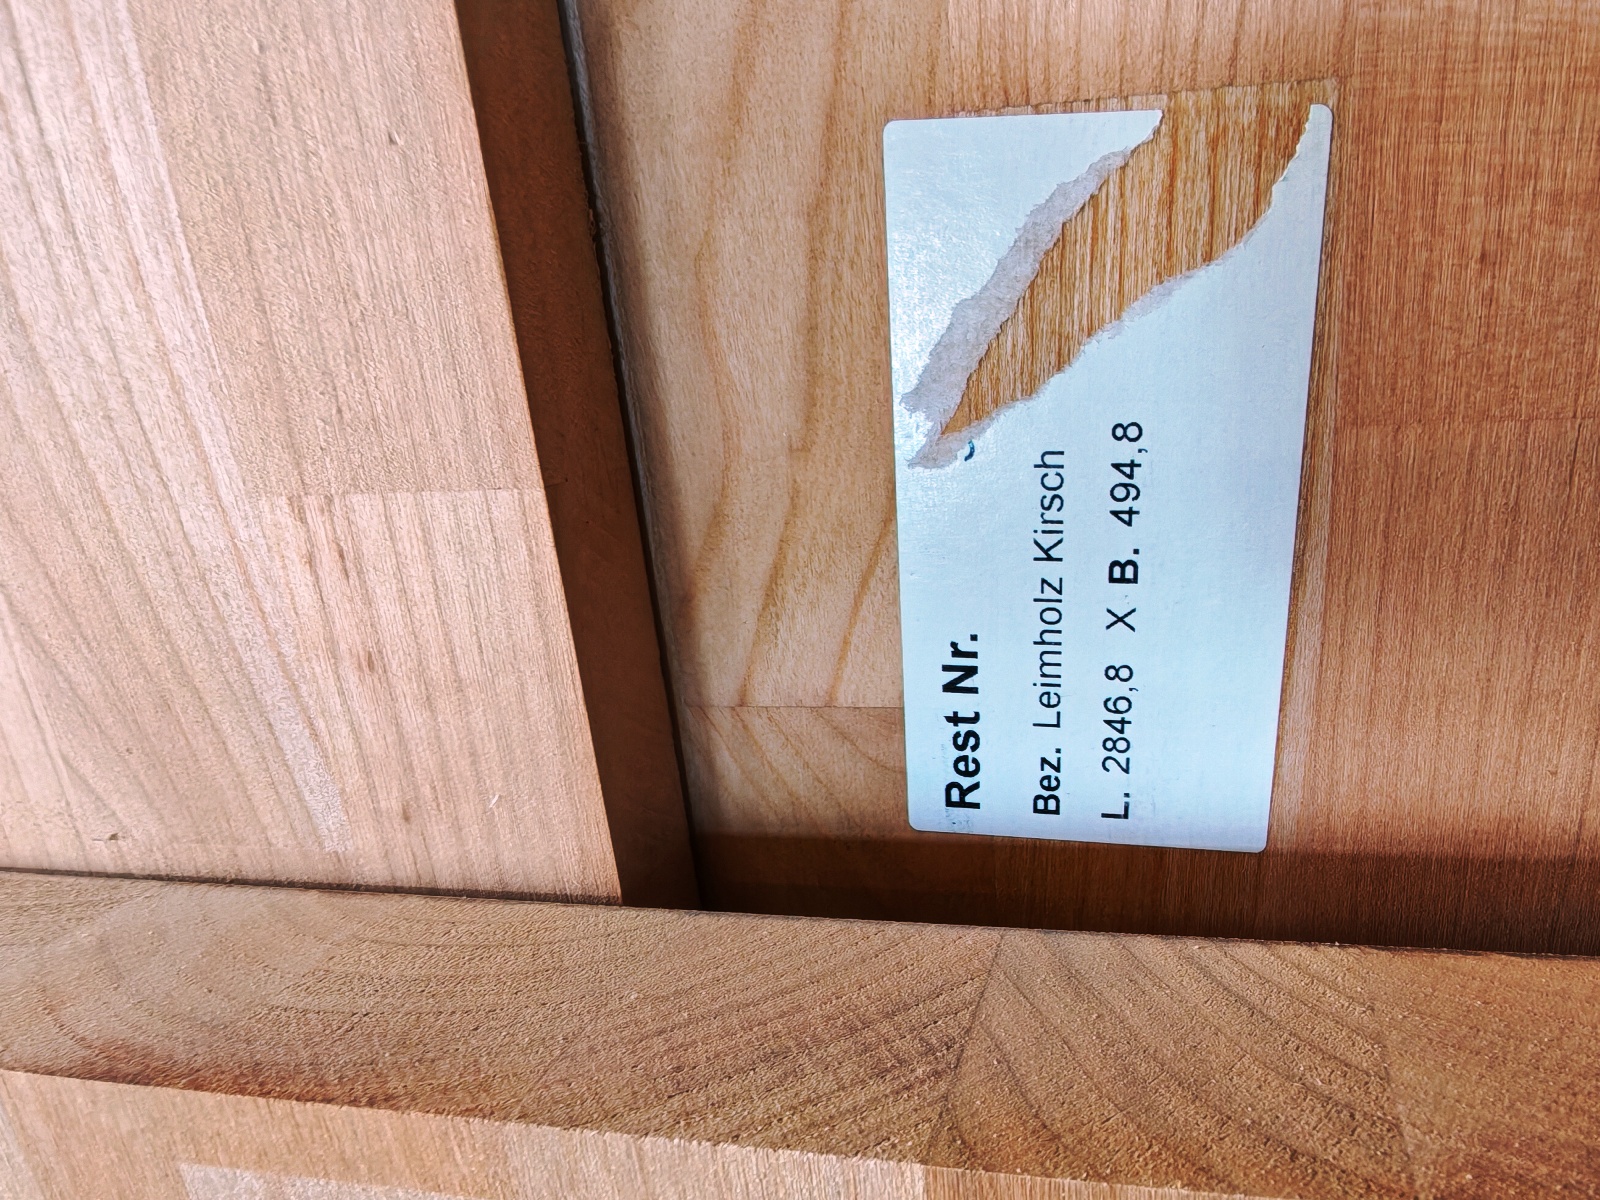 Rest Nr.
Bez. Leimholz Kirsch
L. 2846,8 X B. 494,8